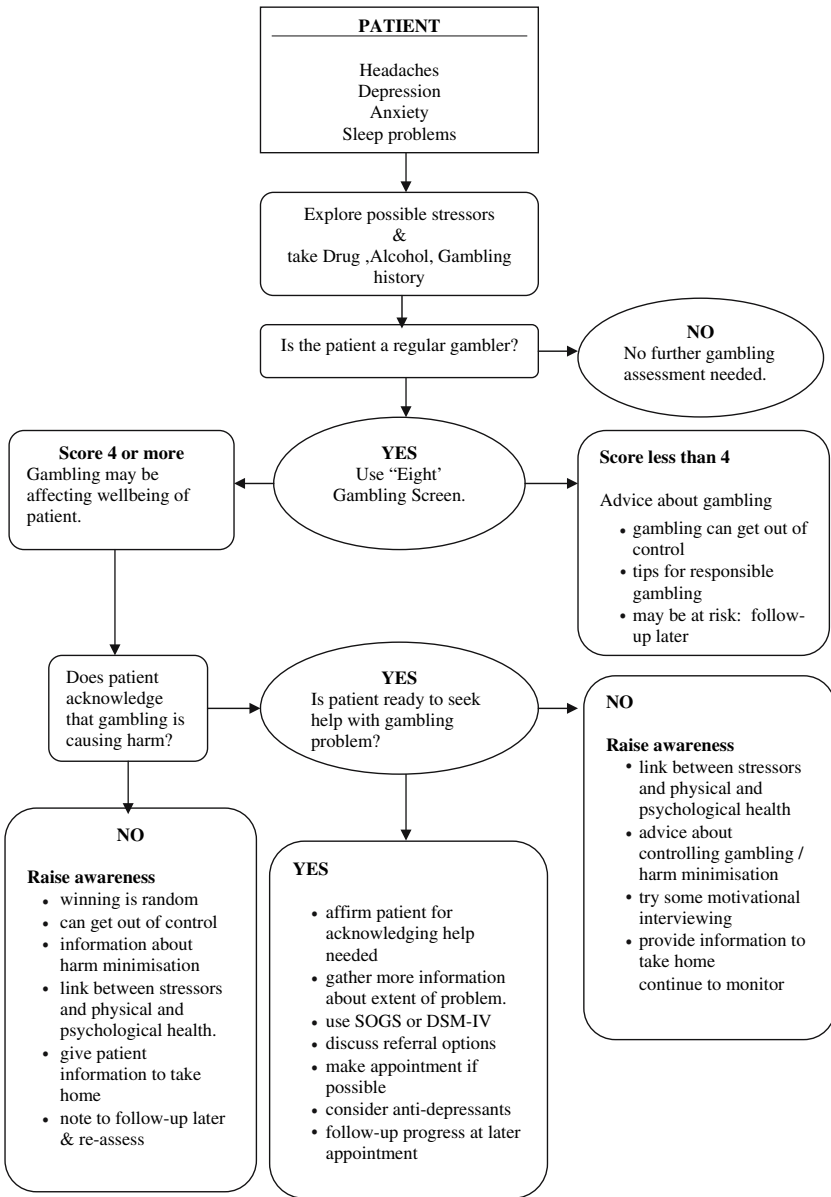 PATIENT
Headaches
Depression
Anxiety
Sleep problems
Explore possible stressors
&
take Drug ,Alcohol, Gambling
history
Is the patient a regular gambler?
NO
No further gambling
assessment needed.
YES
Use “Eight’
Gambling Screen.
Score 4 or more
Gambling may be
affecting wellbeing of
patient.
Score less than 4
Advice about gambling
• gambling can get out of
control
• tips for responsible
gambling
• may be at risk: follow-
up later
Does patient
acknowledge
that gambling is
causing harm?
YES
Is patient ready to seek
help with gambling
problem?
NO
Raise awareness
• link between stressors
and physical and
psychological health
• advice about
controlling gambling /
harm minimisation
• try some motivational
interviewing
• provide information to
take home
continue to monitor
NO
Raise awareness
• winning is random
• can get out of control
• information about
harm minimisation
• link between stressors
and physical and
psychological health.
• give patient
information to take
home
• note to follow-up later
& re-assess
YES
• affirm patient for
acknowledging help
needed
• gather more information
about extent of problem.
• use SOGS or DSM-IV
• discuss referral options
• make appointment if
possible
• consider anti-depressants
• follow-up progress at later
appointment